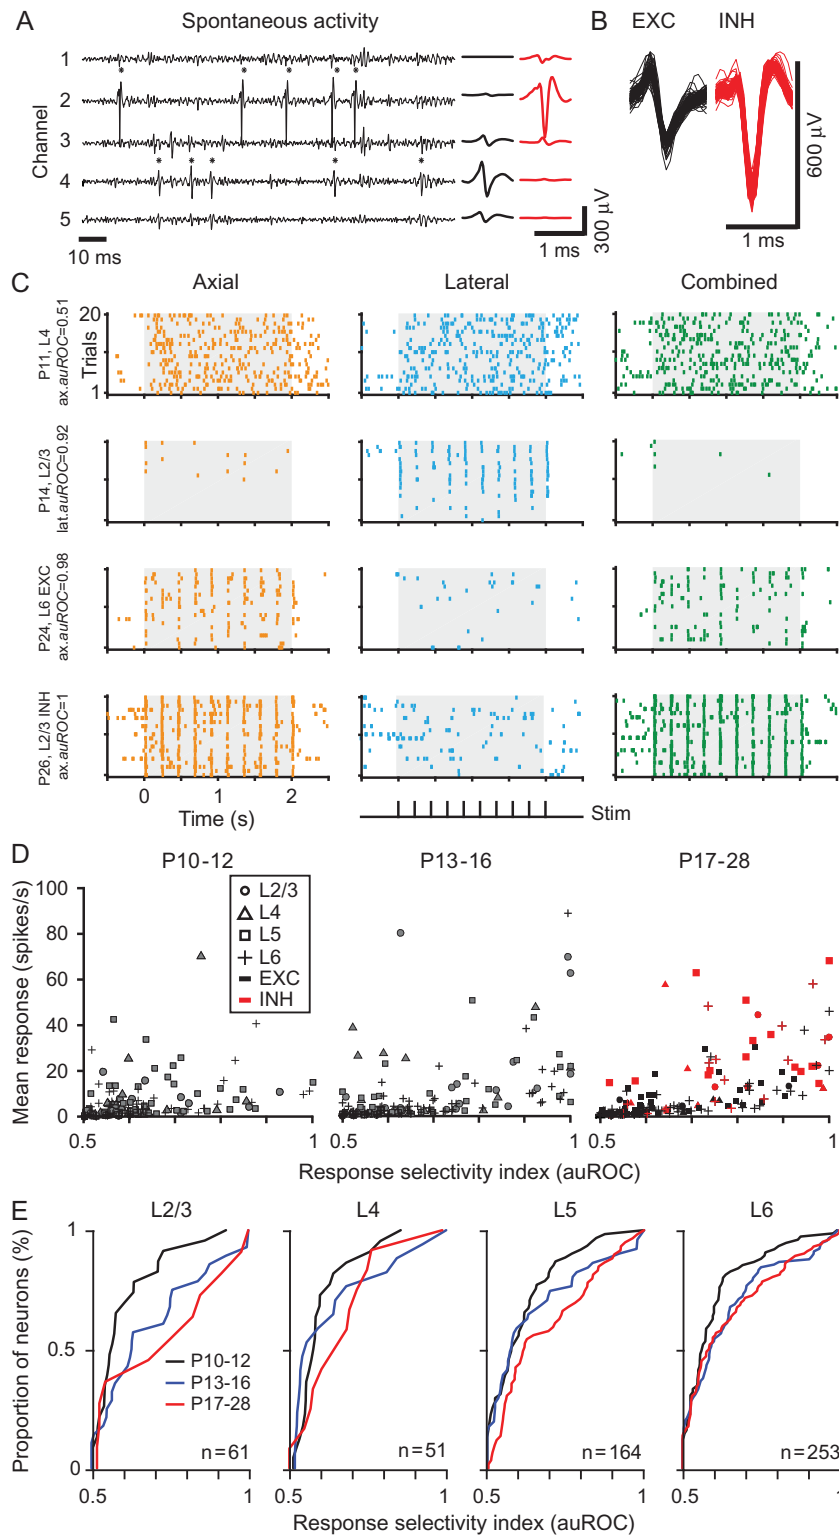 A
Spontaneous activity
B
EXC INH
Channel
1
2
3
4
5
* * * * *
* * * * *
10 ms
1 ms
300 µV
1 ms
600 µV
C
Axial Lateral Combined
P11, L4
ax.auROC=0.51
Trials
20
1
P14, L2/3
lat.auROC=0.92
P24, L6 EXC
ax.auROC=0.98
P26, L2/3 INH
ax.auROC=1
0 1 2
Time (s)
Stim
D
P10-12 P13-16 P17-28
Mean response (spikes/s)
100
80
60
40
20
0
L2/3
L4
L5
L6
EXC
INH
0.5 1 0.5 1 0.5 1
Response selectivity index (auROC)
E
L2/3 L4 L5 L6
Proportion of neurons (%)
1
0.5
0
P10-12
P13-16
P17-28
n=61 n=51 n=164 n=253
0.5 1 0.5 1 0.5 1 0.5 1
Response selectivity index (auROC)